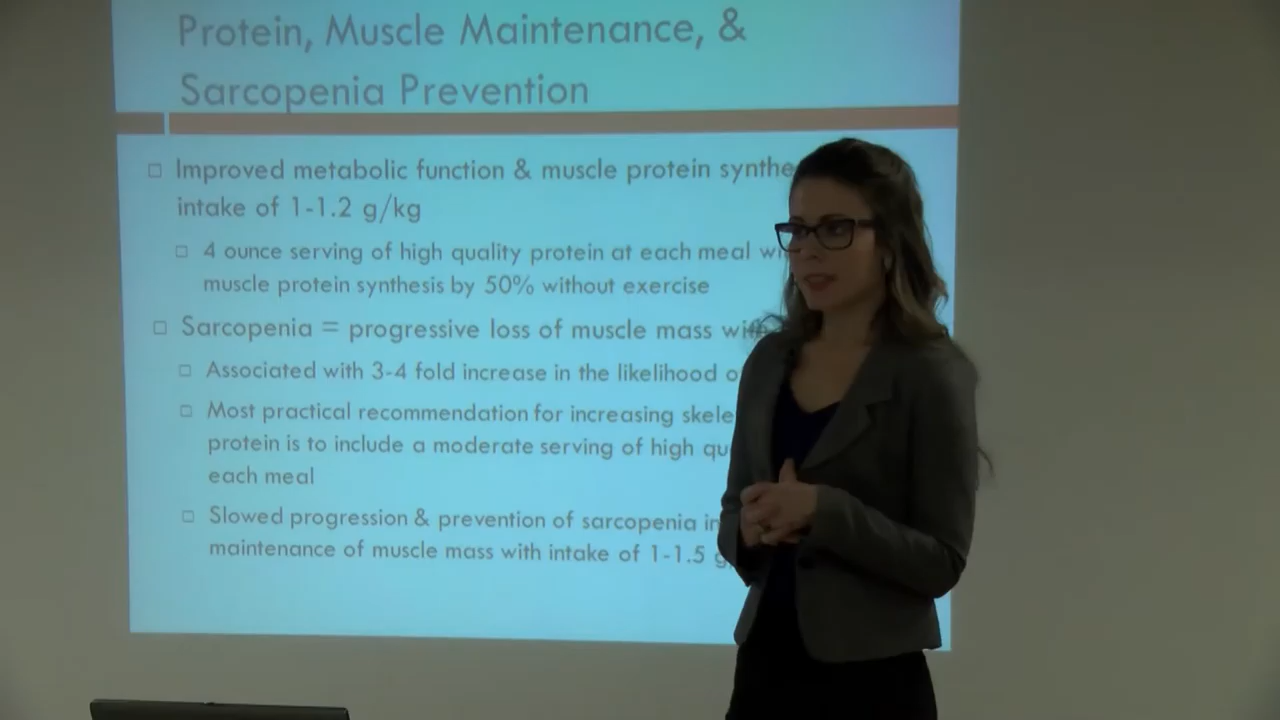 Protein, Muscle Maintenance, &
Sarcopenia Prevention
Improved metabolic function & muscle protein synthe
intake of 1-1.2 g/kg
4 ounce serving of high quality protein at each meal
muscle protein synthesis by 50% without exercise
Sarcopenia = progressive loss of muscle mass with
Associated with 3-4 fold increase in the likelihood
Most practical recommendation for increasing skele
protein is to include a moderate serving of high qu
each meal
Slowed progression & prevention of sarcopenia in
maintenance of muscle mass with intake of 1-1.5